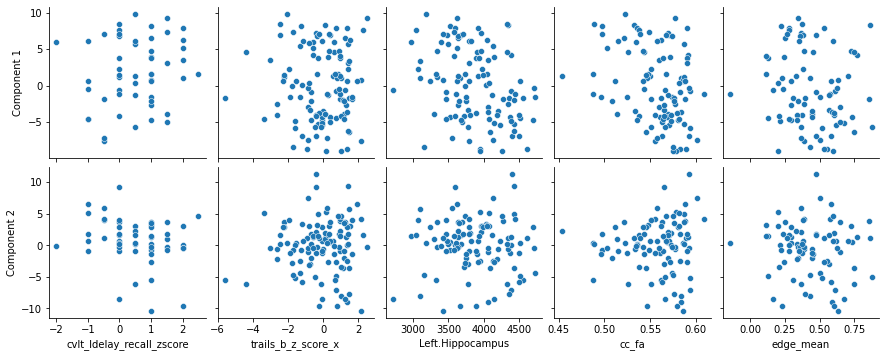 10
5
0
−5
Component 1
10
5
0
−5
−10
Component 2
−2 −1 0 1 2
cvlt_ldelay_recall_zscore
−6 −4 −2 0 2
trails_b_z_score_x
3000 3500 4000 4500
Left.Hippocampus
0.45 0.50 0.55 0.60
cc_fa
0.00 0.25 0.50 0.75
edge_mean